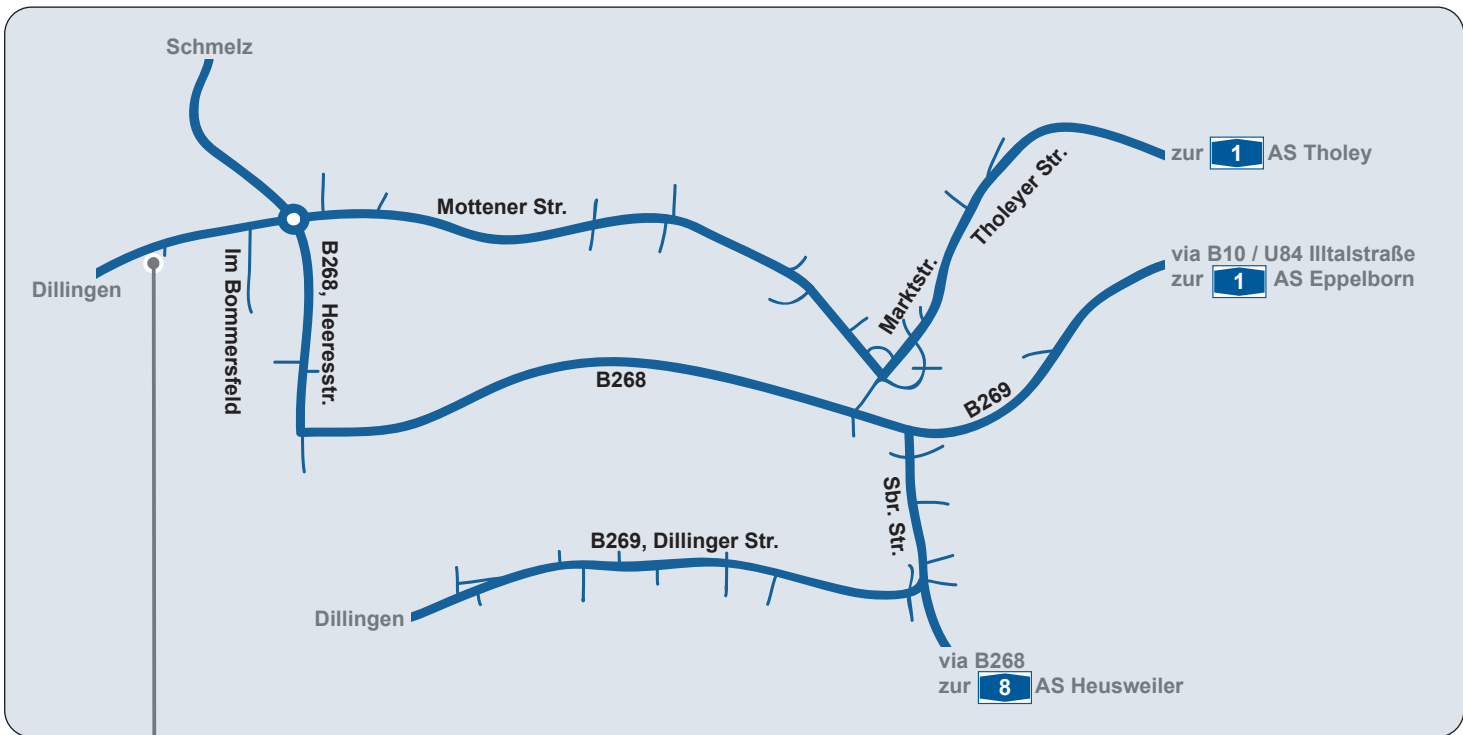 Schmelz
zur 1 AS Tholey
Mottener Str.
Tholeyer Str.
via B10 / U84 Illtalstraße
zur 1 AS Eppelborn
Dillingen
Im Bommersfeld
B268, Heeresstr.
Marktstr.
B268
B269
Sbr. Str.
B269, Dillinger Str.
Dillingen
via B268
zur 8 AS Heusweiler